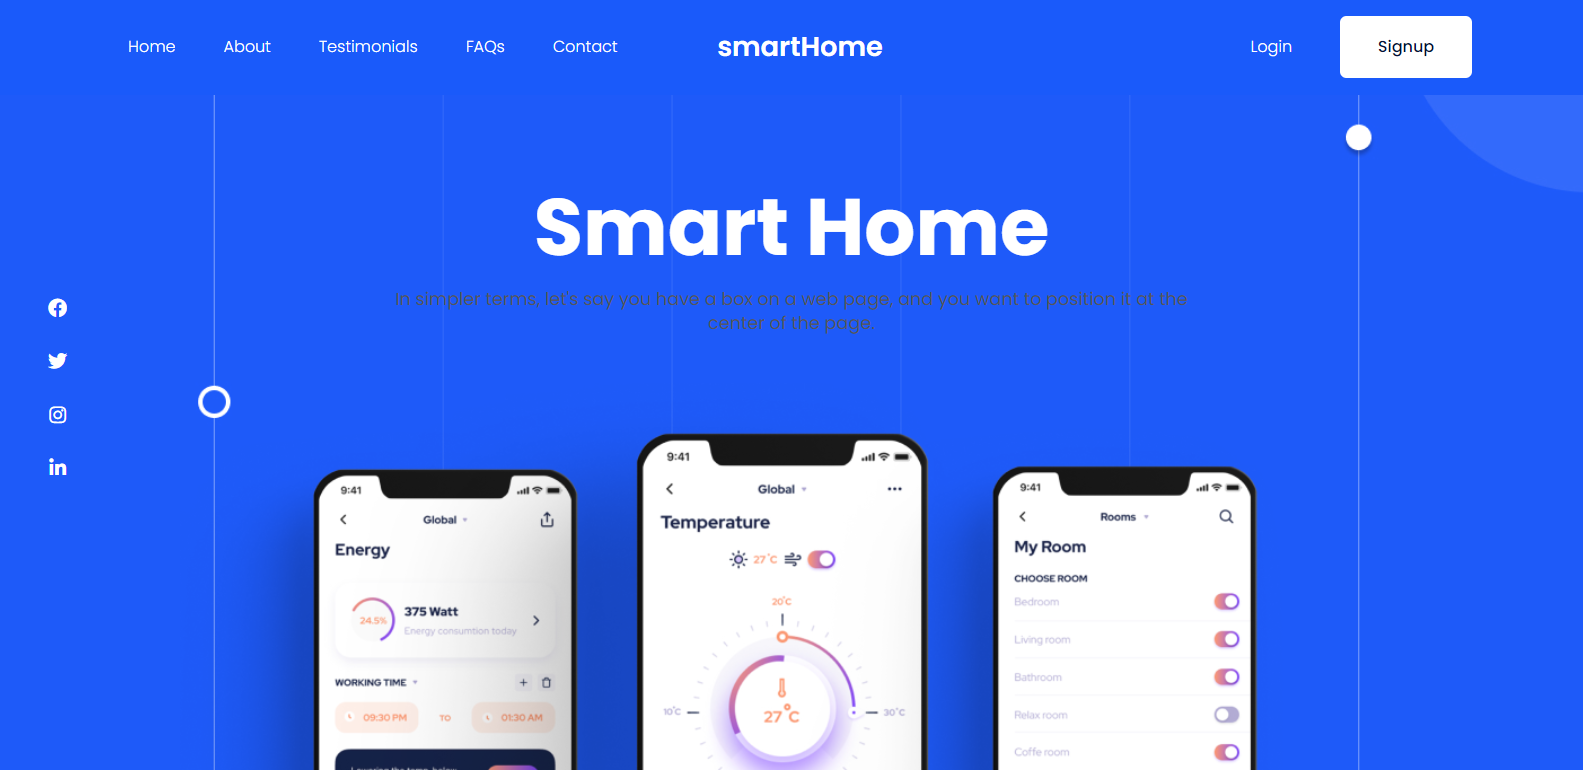 Home About Testimonials FAQs Contact smartHome Login Signup
Smart Home
In simpler terms, let's say you have a box on a web page, and you want to position it at the
center of the page.
9:41
Global
Energy
24.5%
375 Watt
Energy consumtion today
WORKING TIME
09:30 PM TO 01:30 AM
Lowering the temp. below
9:41
Global
Temperature
27°C
20°C
10°C
30°C
27°C
9:41
Rooms
My Room
CHOOSE ROOM
Bedroom
Living room
Bathroom
Relax room
Coffe room